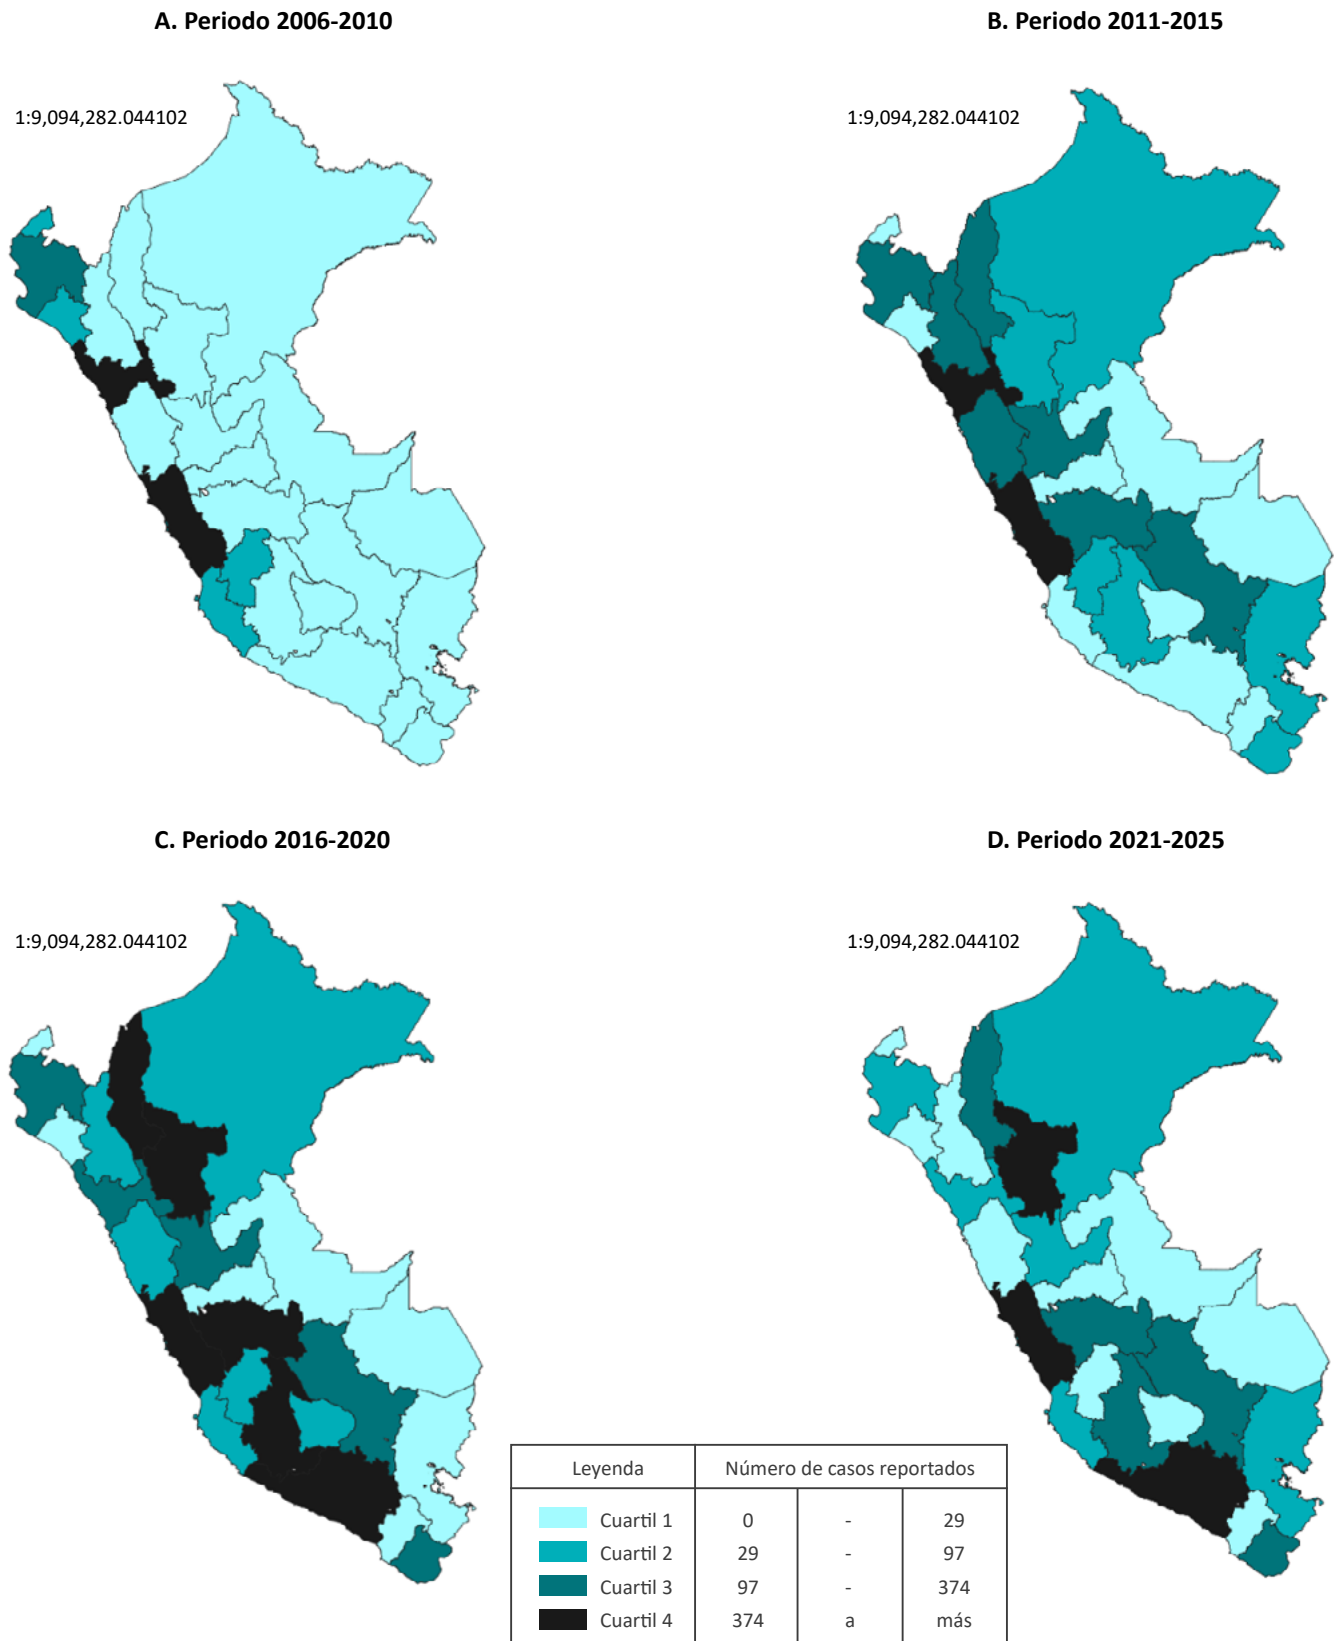 A. Periodo 2006-2010
B. Periodo 2011-2015
1:9,094,282.044102
1:9,094,282.044102
C. Periodo 2016-2020
D. Periodo 2021-2025
1:9,094,282.044102
1:9,094,282.044102
Leyenda Número de casos reportados
Cuartil 1 0 - 29
Cuartil 2 29 - 97
Cuartil 3 97 - 374
Cuartil 4 374 a más